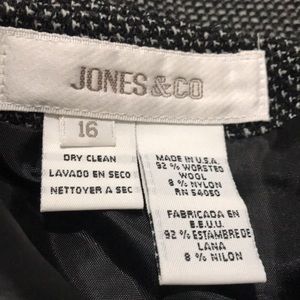 JONES&CO
16
DRY CLEAN
LAVADO EN SECO
NETTOYER A SEC
MADE IN U.S.A.
92 % WORSTED
WOOL
8 % NYLON
RN 54050
FABRICADA EN
E.E.U.U.
92 % ESTAMBRE DE
LANA
8 % NILON